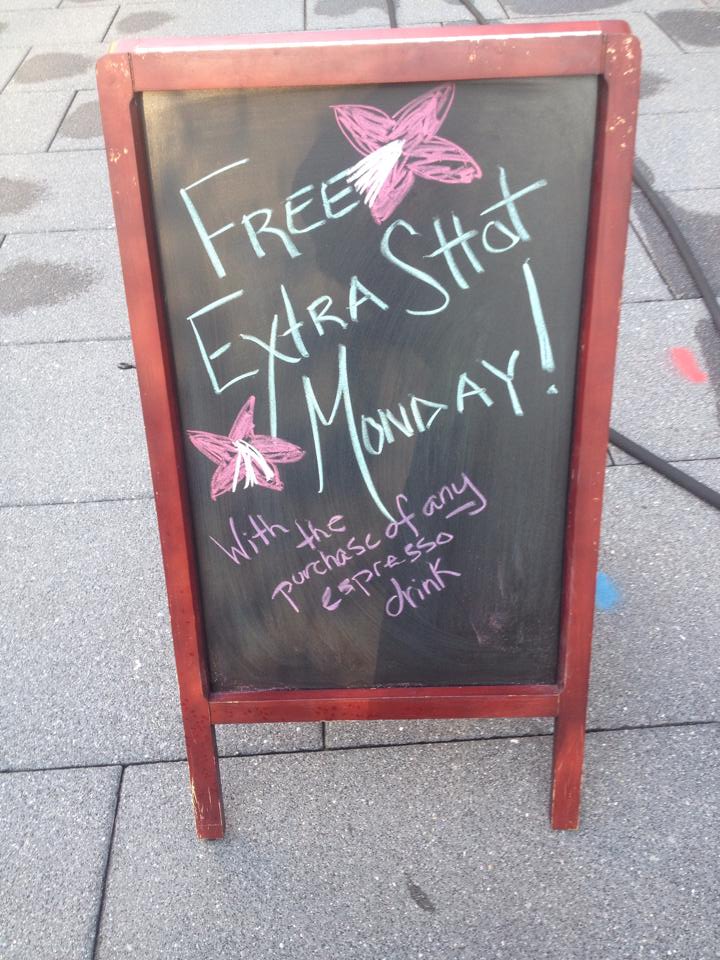 FREE
EXTRA SHOT
MONDAY!
With the
purchase of any
espresso
drink